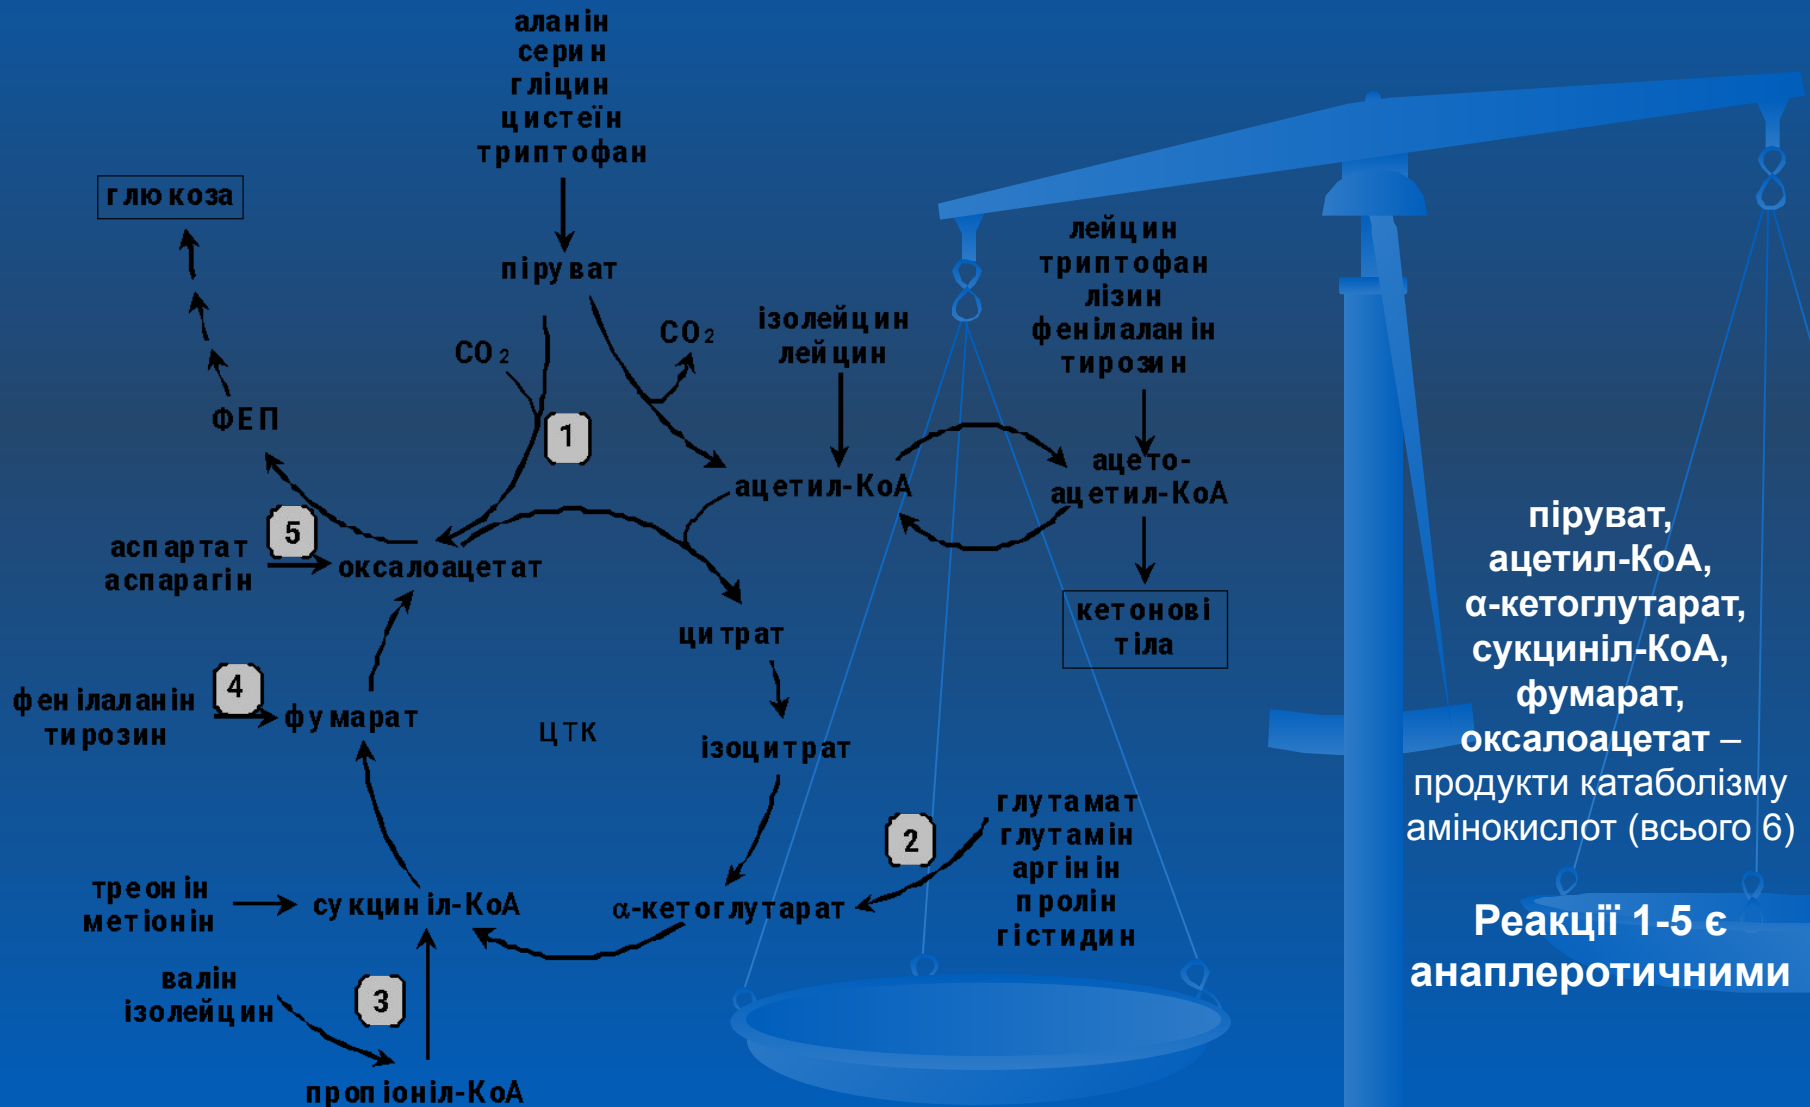 аланін
серин
гліцин
цистеїн
триптофан
глюкоза
піруват
лейцин
триптофан
лізин
фенілаланін
тирозин
ізолейцин
лейцин
CO2
CO2
ФЕП
1
ацетил-КоА
ацето-
ацетил-КоА
5
аспартат
аспарагін
оксалоацетат
кетонові
тіла
цитрат
4
фенілаланін
тирозин
фумарат
ЦТК
ізоцитрат
глутамат
глутамін
аргінін
пролін
гістидин
2
треонін
метіонін
сукциніл-КоА
α-кетоглутарат
валін
ізолейцин
3
пропіоніл-КоА
піруват,
ацетил-КоА,
α-кетоглутарат,
сукциніл-КоА,
фумарат,
оксалоацетат –
продукти катаболізму
амінокислот (всього 6)
Реакції 1-5 є
анаплеротичними